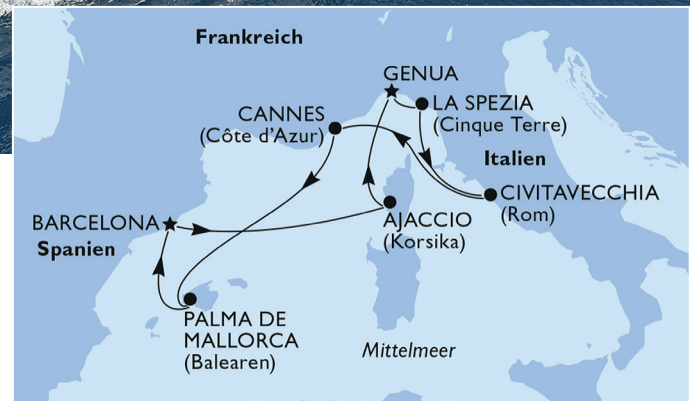 Frankreich
GENUA
LA SPEZIA
(Cinque Terre)
CANNES
(Côte d'Azur)
Italien
CIVITAVECCHIA
(Rom)
BARCELONA
Spanien
AJACCIO
(Korsika)
PALMA DE
MALLORCA
(Balearen)
Mittelmeer